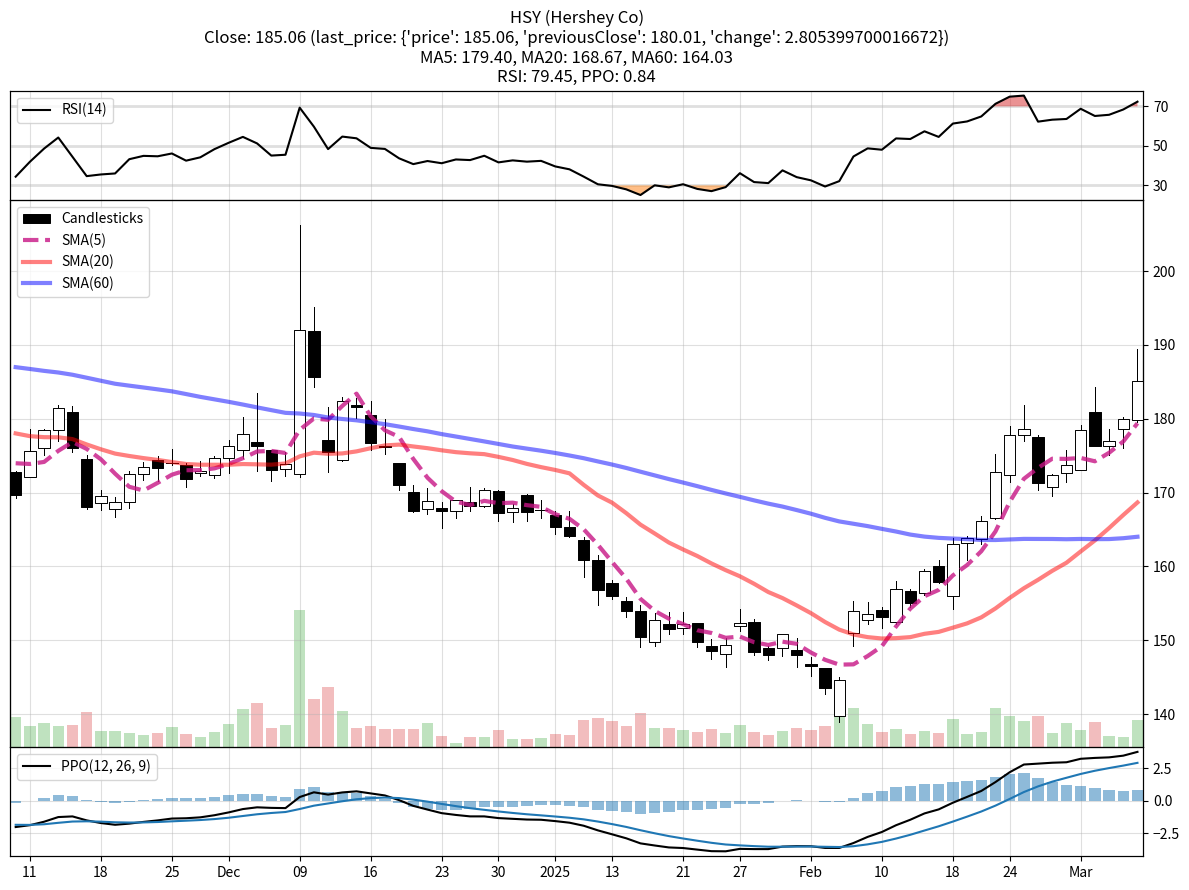 HSY (Hershey Co)
Close: 185.06 (last_price: {'price': 185.06, 'previousClose': 180.01, 'change': 2.805399700016672})
MA5: 179.40, MA20: 168.67, MA60: 164.03
RSI: 79.45, PPO: 0.84
RSI(14)
70
50
30
Candlesticks
SMA(5)
SMA(20)
SMA(60)
200
190
180
170
160
150
140
PPO(12, 26, 9)
2.5
0.0
−2.5
11 18 25 Dec 09 16 23 30 2025 13 21 27 Feb 10 18 24 Mar